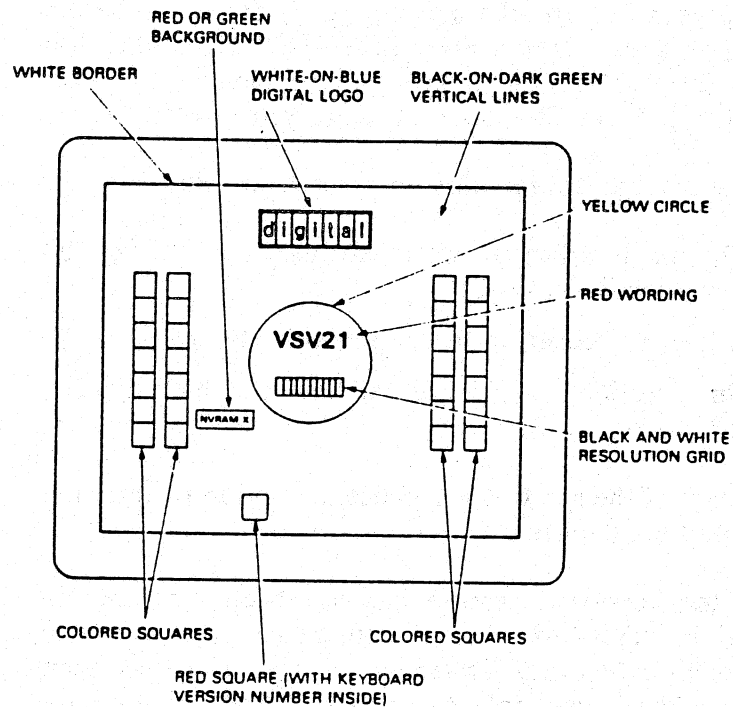 RED OR GREEN
BACKGROUND
WHITE BORDER
WHITE-ON-BLUE
DIGITAL LOGO
BLACK-ON-DARK GREEN
VERTICAL LINES
digital
YELLOW CIRCLE
RED WORDING
VSV21
NVRAM X
BLACK AND WHITE
RESOLUTION GRID
COLORED SQUARES
COLORED SQUARES
RED SQUARE (WITH KEYBOARD
VERSION NUMBER INSIDE)